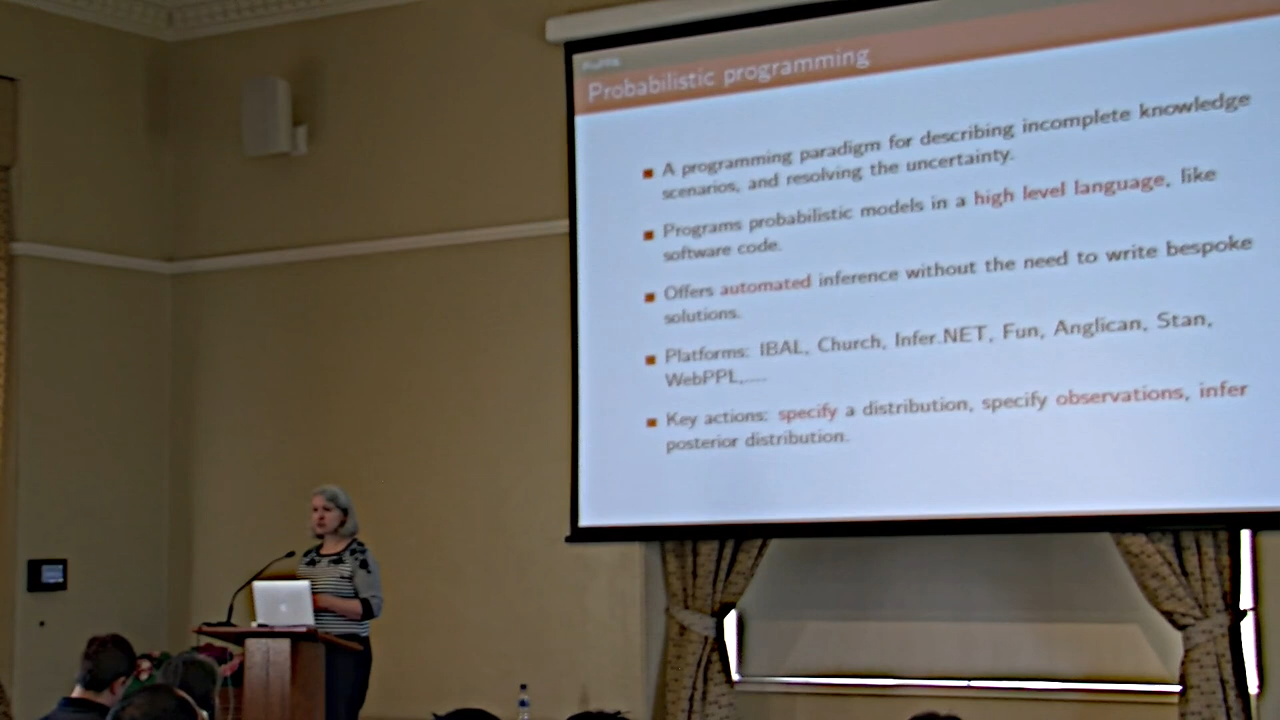 Probabilistic programming
A programming paradigm for describing incomplete knowledge
scenarios, and resolving the uncertainty.
Programs probabilistic models in a high level language, like
software code.
Offers automated inference without the need to write bespoke
solutions.
Platforms: IBAL, Church, Infer.NET, Fun, Anglican, Stan,
WebPPL,....
Key actions: specify a distribution, specify observations, infer
posterior distribution.